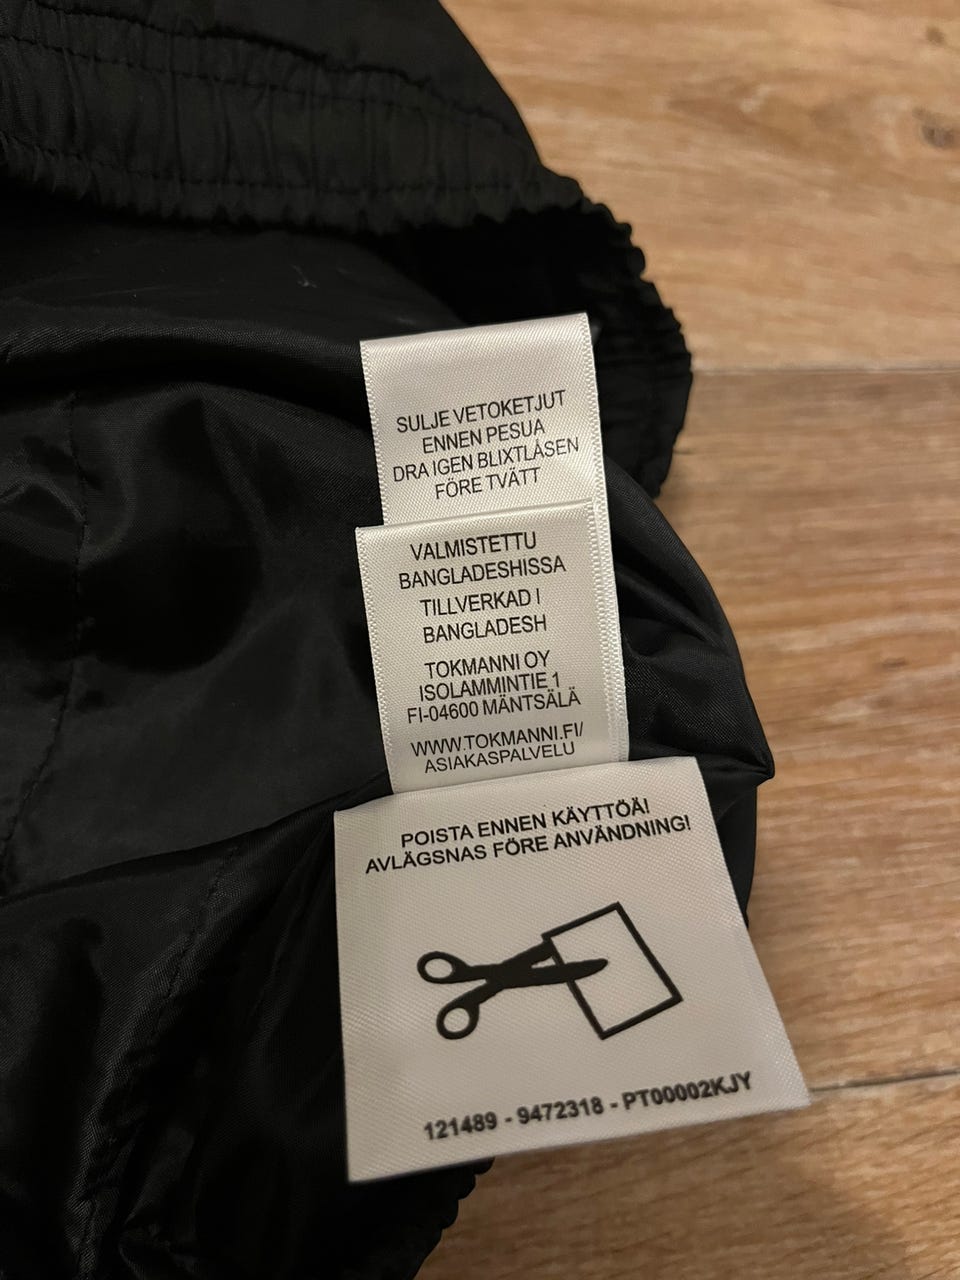 SULJE VETOKETJUT
ENNEN PESUA
DRA IGEN BLIXTLÅSEN
FÖRE TVÄTT
VALMISTETTU
BANGLADESHISSA
TILLVERKAD I
BANGLADESH
TOKMANNI OY
ISOLAMMINTIE 1
FI-04600 MÄNTSÄLÄ
WWW.TOKMANNI.FI/
ASIAKASPALVELU
POISTA ENNEN KÄYTTÖÄ!
AVLÄGSNAS FÖRE ANVÄNDNING!
121489 - 9472318 - PT00002KJY